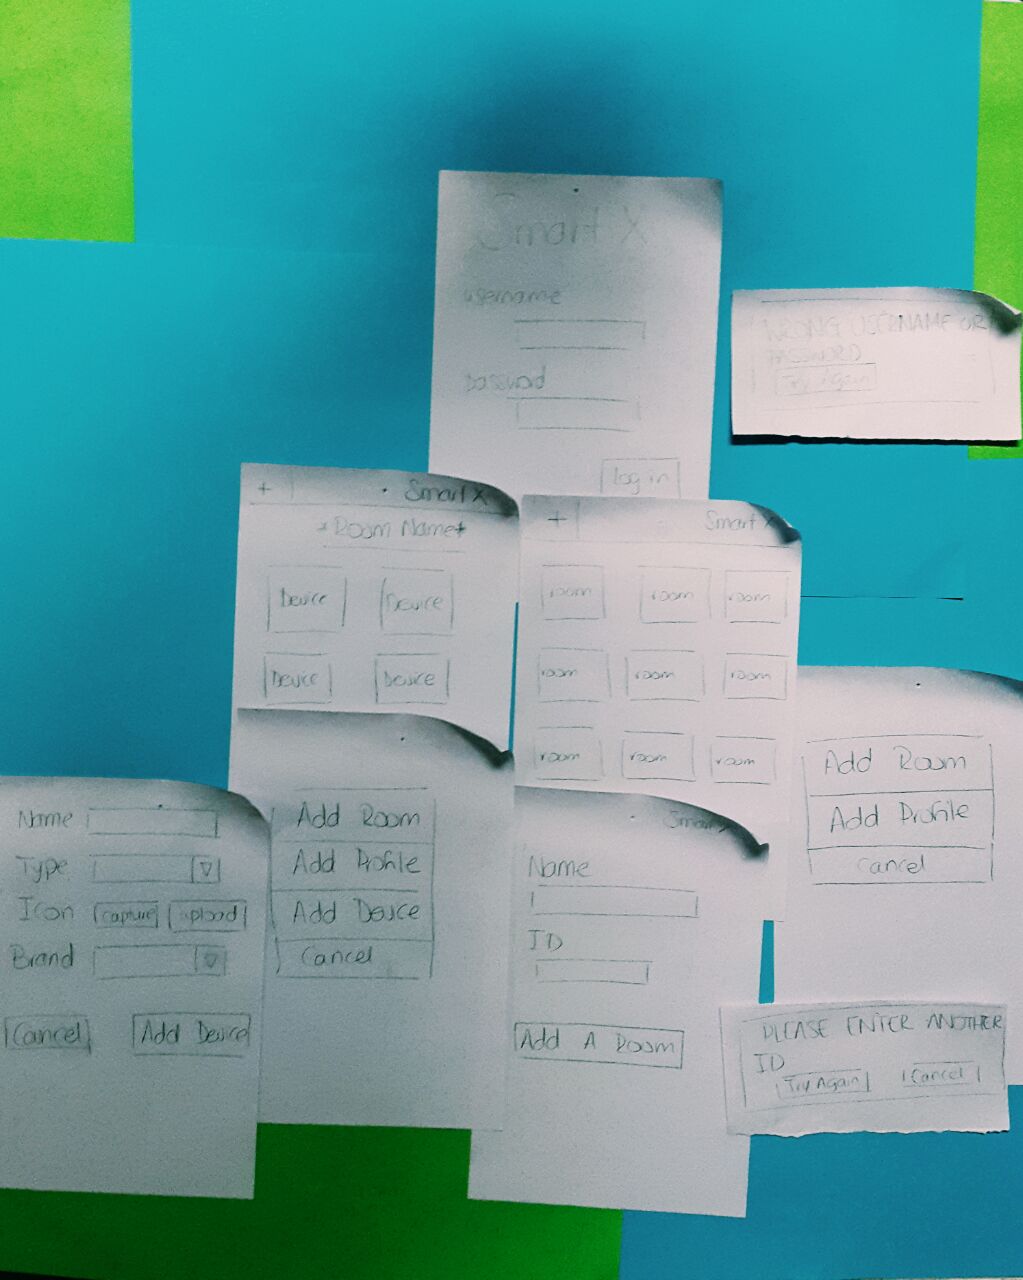 Smart X
username
password
log in
WRONG USERNAME OR
PASSWORD
Try Again
+ Smart X
*Room Name*
Device Device
Device Device
+ Smart X
room room room
room room room
room room room
Add Room
Add Profile
Cancel
Name
Type
Icon capture upload
Brand
Cancel Add Device
Add Room
Add Profile
Add Device
Cancel
Smart X
Name
ID
Add A Room
PLEASE ENTER ANOTHER
ID
Try Again Cancel